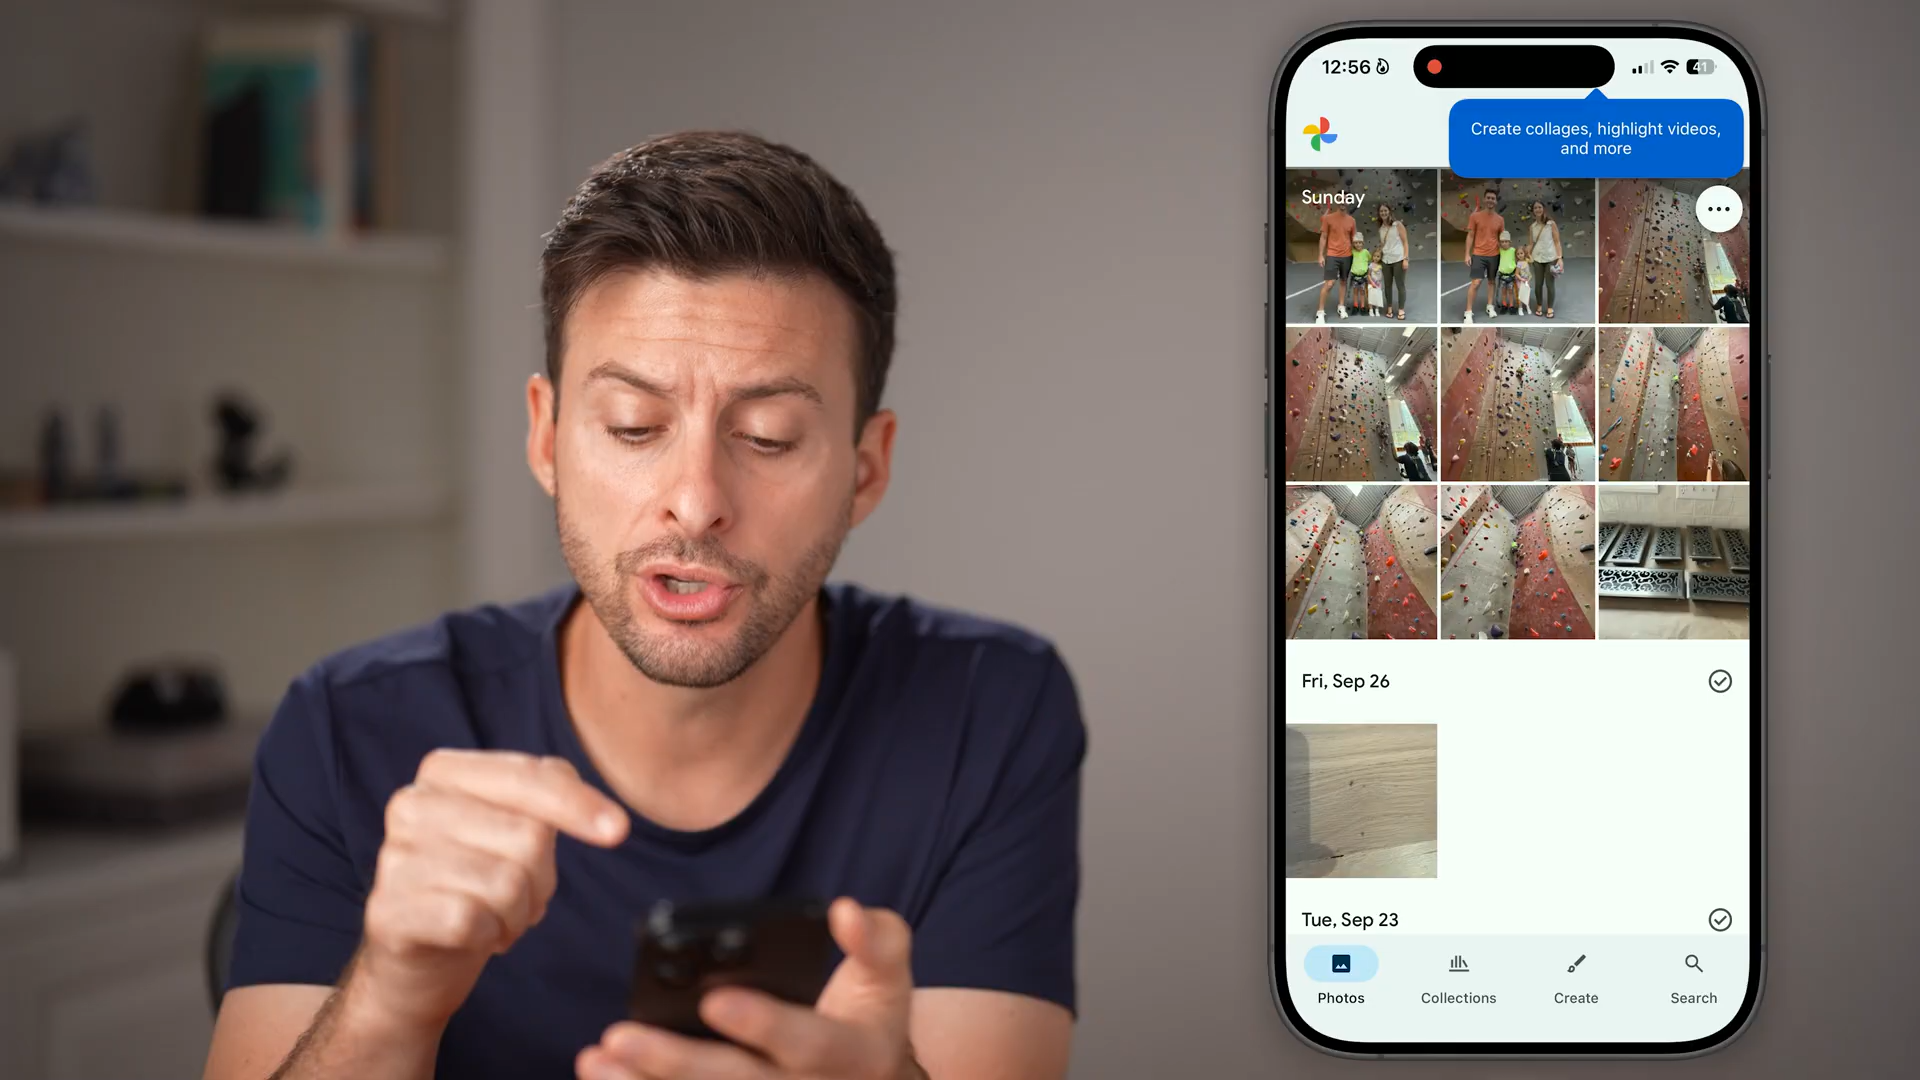 12:56
41
Create collages, highlight videos,
and more
Sunday
Fri, Sep 26
Tue, Sep 23
Photos
Collections
Create
Search